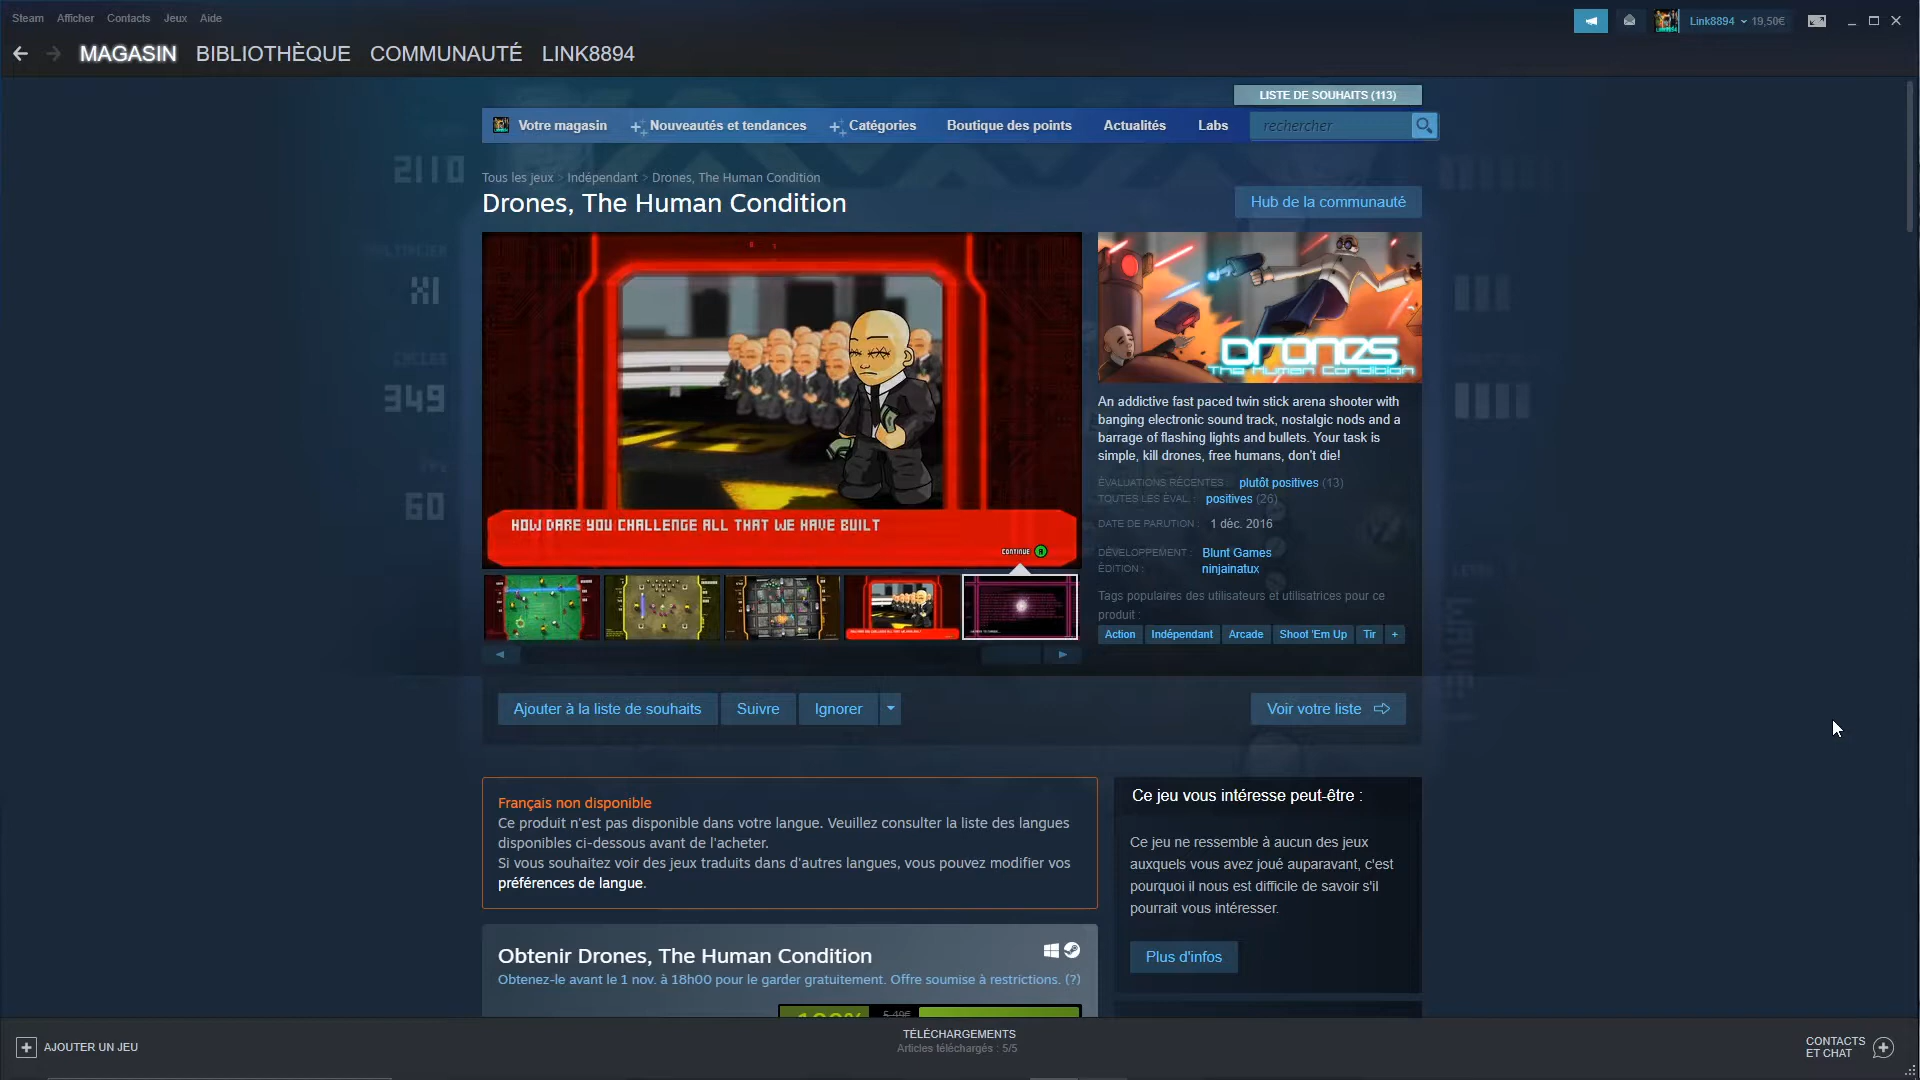 Steam Afficher Contacts Jeux Aide
Link8894 19,50€
MAGASIN BIBLIOTHÈQUE COMMUNAUTÉ LINK8894
LISTE DE SOUHAITS (113)
Votre magasin Nouveautés et tendances Catégories Boutique des points Actualités Labs rechercher
2110
XI
CYCLES
349
60
Tous les jeux > Indépendant > Drones, The Human Condition
Drones, The Human Condition
Hub de la communauté
HOW DARE YOU CHALLENGE ALL THAT WE HAVE BUILT
CONTINUE A
DRONES
The Human Condition
An addictive fast paced twin stick arena shooter with
banging electronic sound track, nostalgic nods and a
barrage of flashing lights and bullets. Your task is
simple, kill drones, free humans, don't die!
ÉVALUATIONS RÉCENTES : plutôt positives (13)
TOUTES LES ÉVAL. : positives (26)
DATE DE PARUTION : 1 déc. 2016
DÉVELOPPEMENT : Blunt Games
ÉDITION : ninjainatux
Tags populaires des utilisateurs et utilisatrices pour ce
produit :
Action Indépendant Arcade Shoot 'Em Up Tir +
Ajouter à la liste de souhaits Suivre Ignorer
Voir votre liste
Français non disponible
Ce produit n'est pas disponible dans votre langue. Veuillez consulter la liste des langues
disponibles ci-dessous avant de l'acheter.
Si vous souhaitez voir des jeux traduits dans d'autres langues, vous pouvez modifier vos
préférences de langue.
Ce jeu vous intéresse peut-être :
Ce jeu ne ressemble à aucun des jeux
auxquels vous avez joué auparavant, c'est
pourquoi il nous est difficile de savoir s'il
pourrait vous intéresser.
Plus d'infos
Obtenir Drones, The Human Condition
Obtenez-le avant le 1 nov. à 18h00 pour le garder gratuitement. Offre soumise à restrictions. (?)
5,49€
AJOUTER UN JEU
TÉLÉCHARGEMENTS
Articles téléchargés : 5/5
CONTACTS
ET CHAT